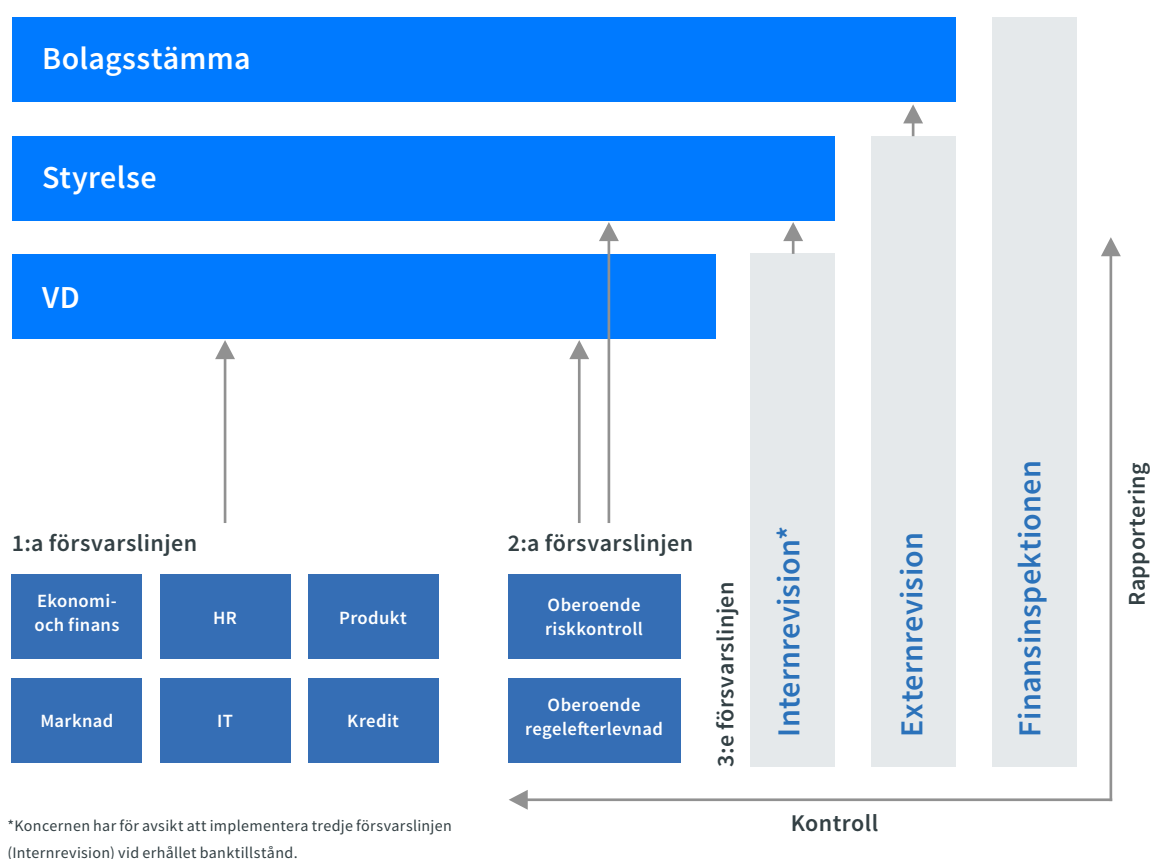 Bolagsstämma
Styrelse
VD
1:a försvarslinjen
Ekonomi-
och finans
HR
Produkt
Marknad
IT
Kredit
2:a försvarslinjen
Oberoende
riskkontroll
Oberoende
regelefterlevnad
3:e försvarslinjen
Internrevision*
Externrevision
Finansinspektionen
Rapportering
Kontroll
*Koncernen har för avsikt att implementera tredje försvarslinjen
(Internrevision) vid erhållet banktillstånd.